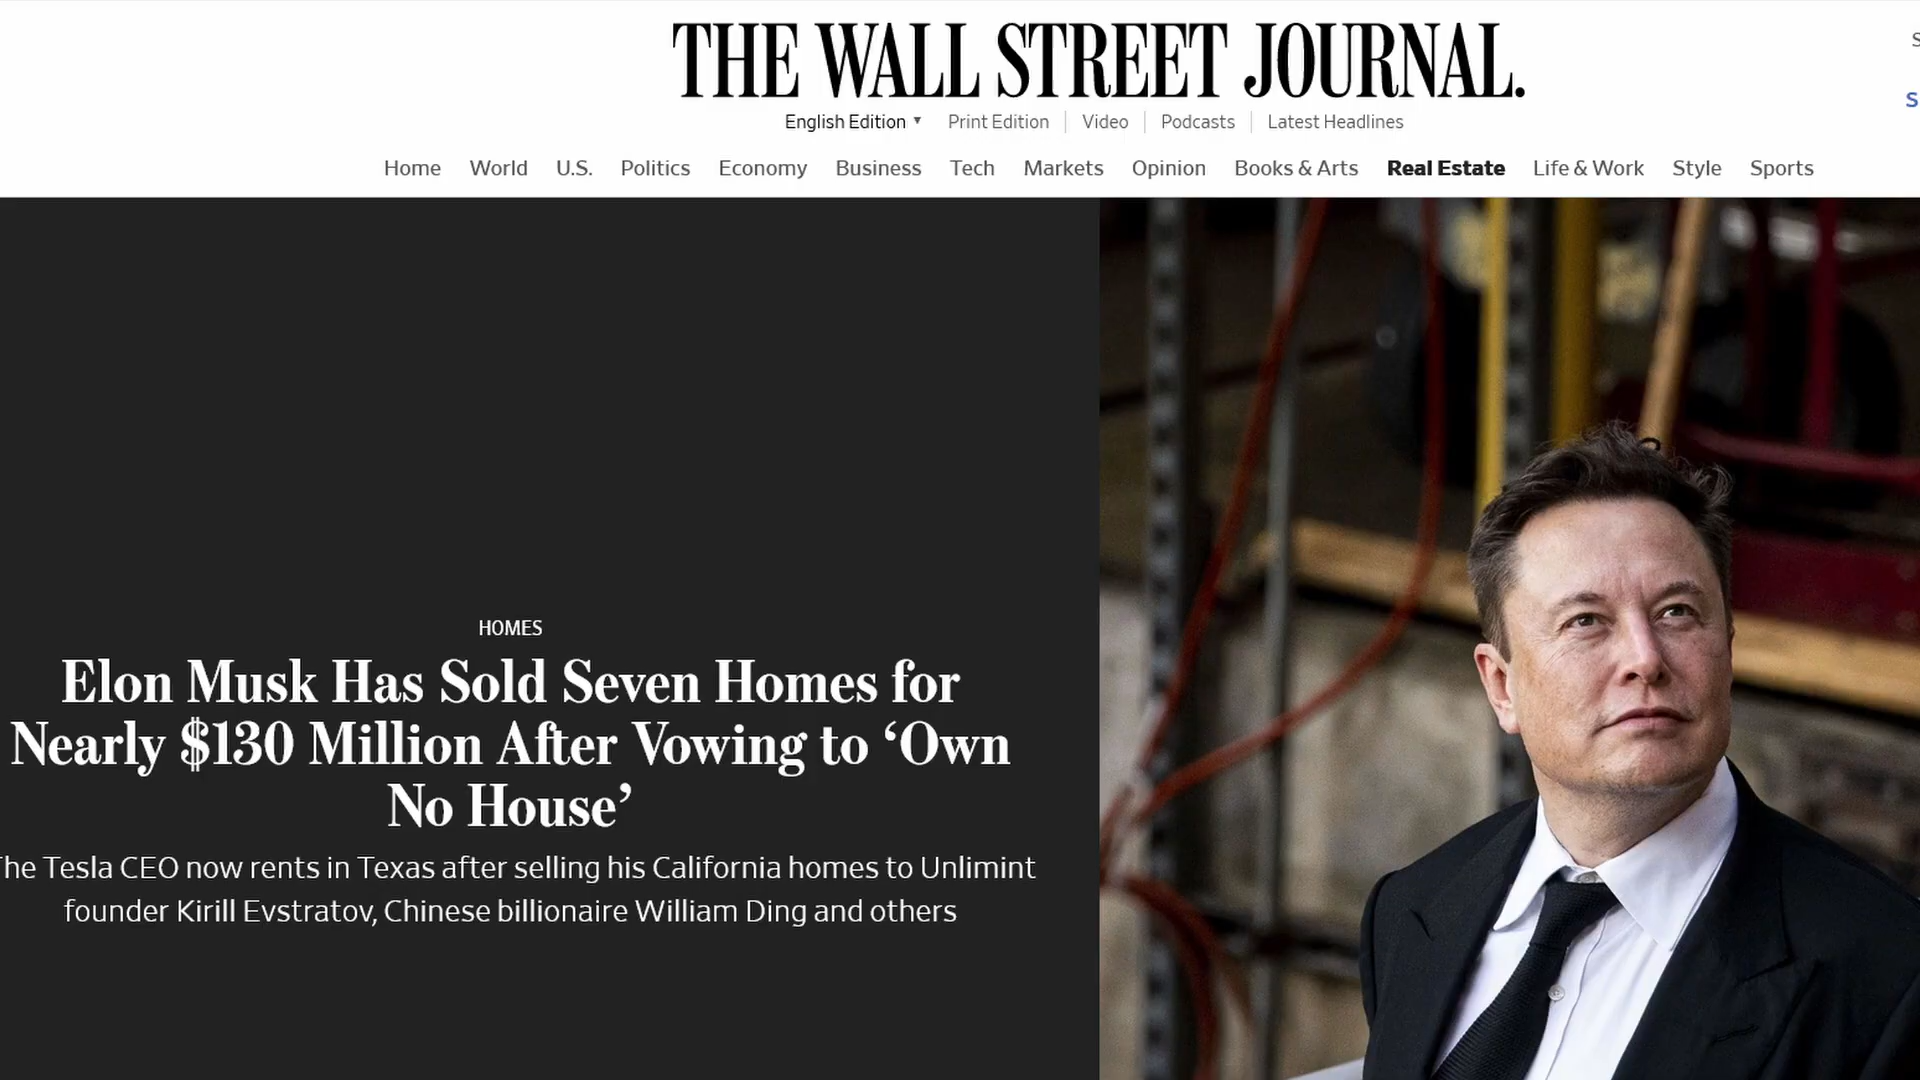 THE WALL STREET JOURNAL.
English Edition ▼ Print Edition Video Podcasts Latest Headlines
Home World U.S. Politics Economy Business Tech Markets Opinion Books & Arts Real Estate Life & Work Style Sports
HOMES
Elon Musk Has Sold Seven Homes for
Nearly $130 Million After Vowing to ‘Own
No House’
The Tesla CEO now rents in Texas after selling his California homes to Unlimint
founder Kirill Evstratov, Chinese billionaire William Ding and others